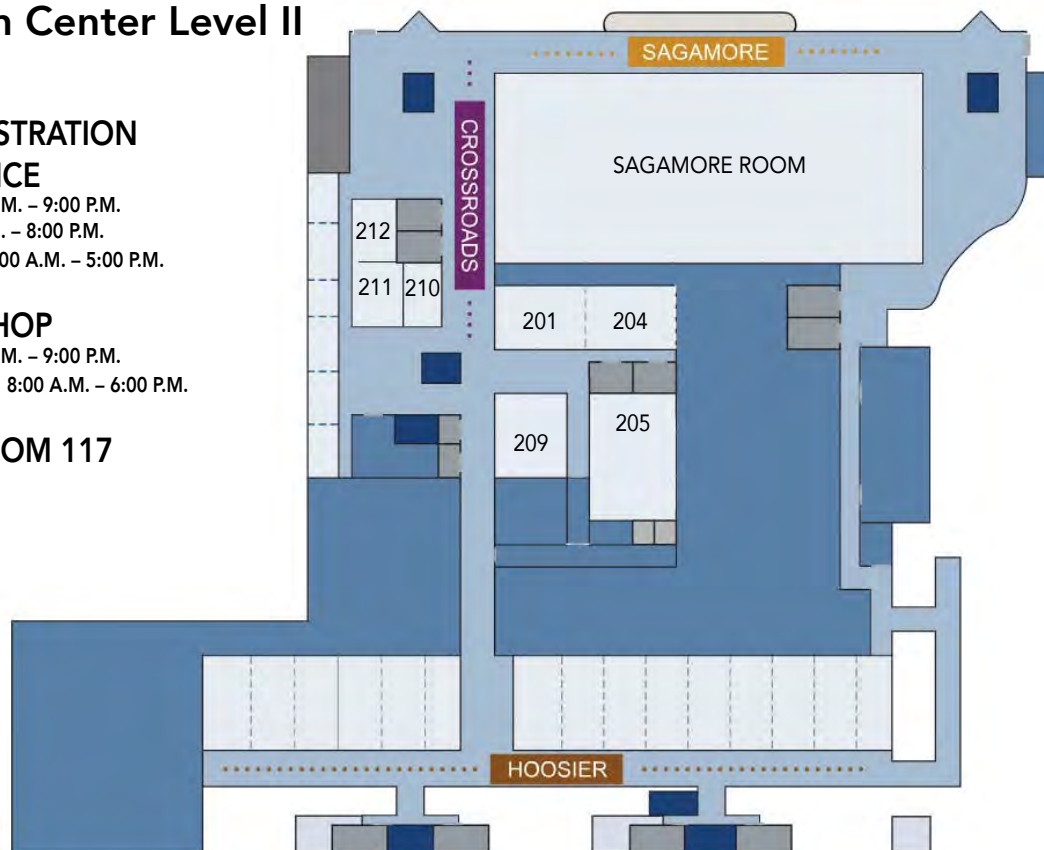 n Center Level II
STRATION
ICE
.M. – 9:00 P.M.
. – 8:00 P.M.
:00 A.M. – 5:00 P.M.
HOP
.M. – 9:00 P.M.
8:00 A.M. – 6:00 P.M.
OM 117
SAGAMORE
CROSSROADS
SAGAMORE ROOM
212
211
210
201
204
209
205
HOOSIER